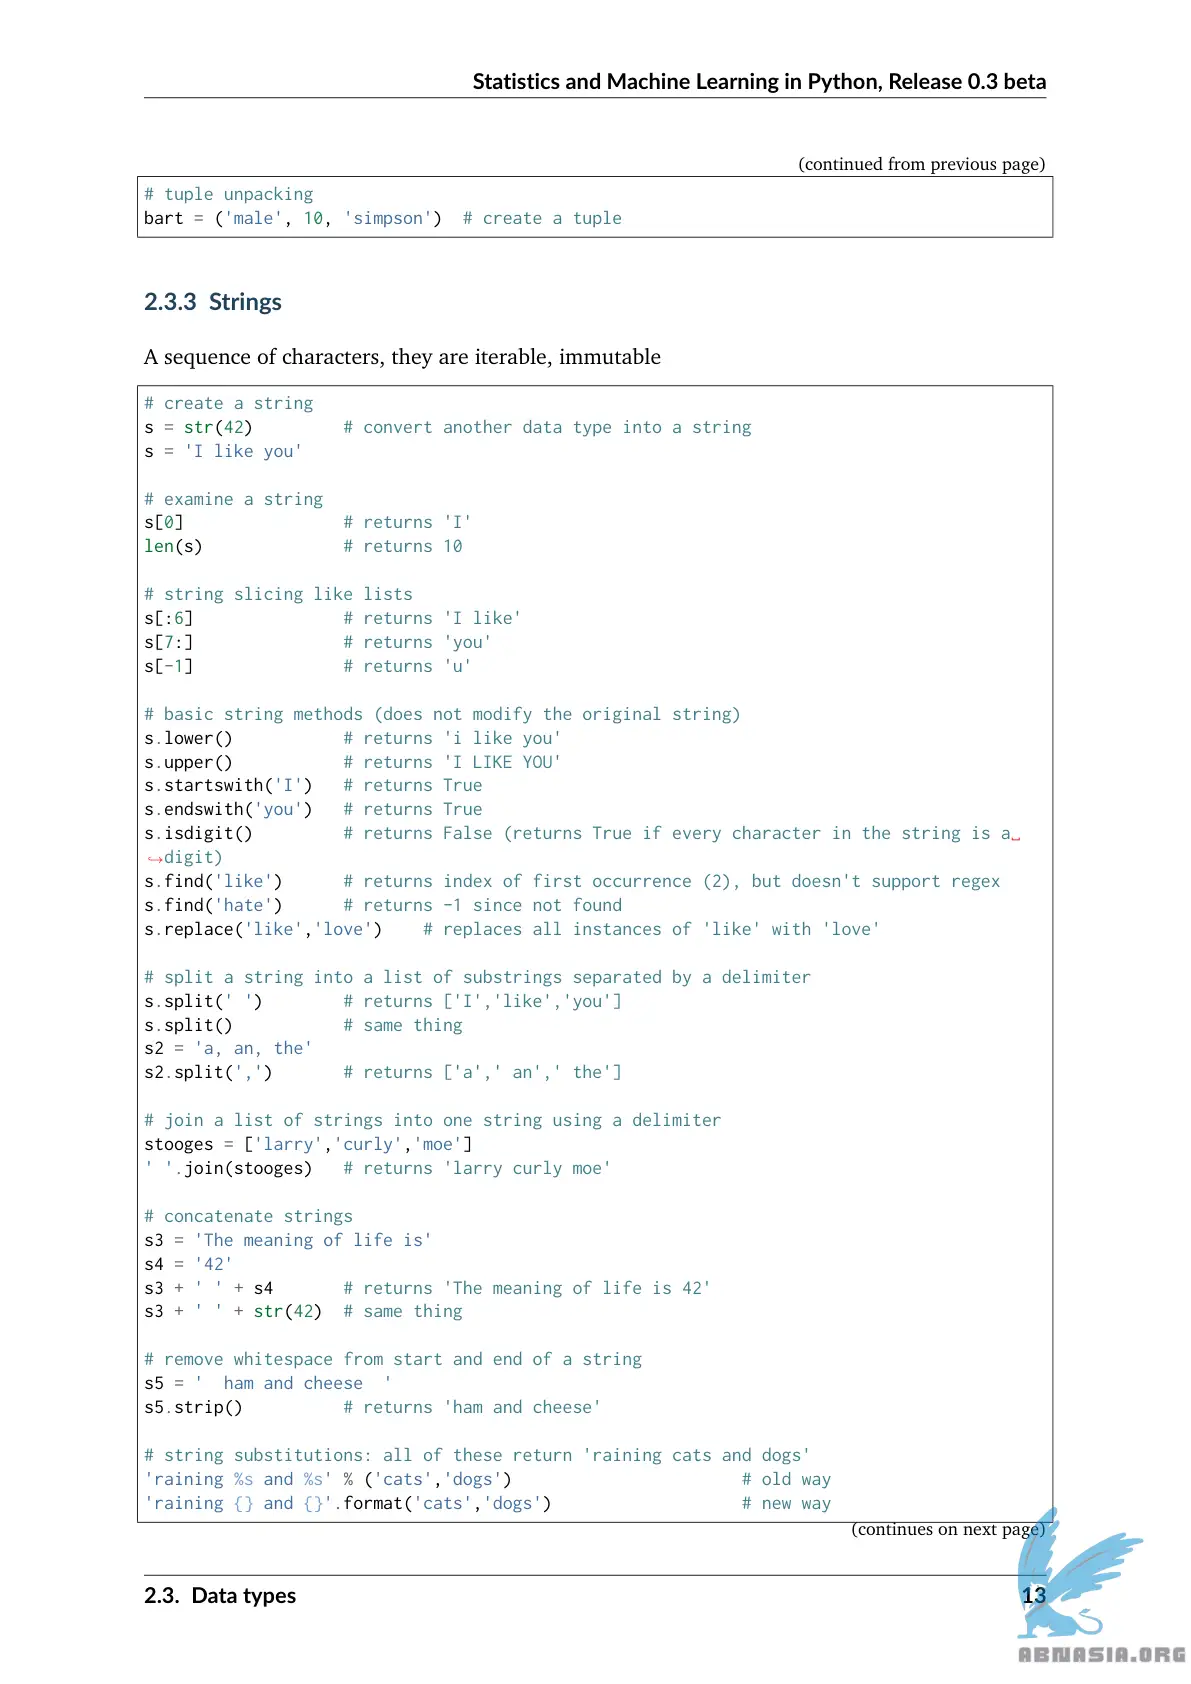 Statistics and Machine Learning in Python, Release 0.3 beta
(continued from previous page)
# tuple unpacking
bart = ('male', 10, 'simpson')  # create a tuple
2.3.3 Strings
A sequence of characters, they are iterable, immutable
# create a string
s = str(42)         # convert another data type into a string
s = 'I like you'
# examine a string
s[0]                # returns 'I'
len(s)              # returns 10
# string slicing like lists
s[:6]               # returns 'I like'
s[7:]               # returns 'you'
s[-1]               # returns 'u'
# basic string methods (does not modify the original string)
s.lower()           # returns 'i like you'
s.upper()           # returns 'I LIKE YOU'
s.startswith('I')   # returns True
s.endswith('you')   # returns True
s.isdigit()         # returns False (returns True if every character in the string is a␣
↪digit)
s.find('like')      # returns index of first occurrence (2), but doesn't support regex
s.find('hate')      # returns -1 since not found
s.replace('like','love')    # replaces all instances of 'like' with 'love'
# split a string into a list of substrings separated by a delimiter
s.split(' ')        # returns ['I','like','you']
s.split()           # same thing
s2 = 'a, an, the'
s2.split(',')       # returns ['a',' an',' the']
# join a list of strings into one string using a delimiter
stooges = ['larry','curly','moe']
' '.join(stooges)   # returns 'larry curly moe'
# concatenate strings
s3 = 'The meaning of life is'
s4 = '42'
s3 + ' ' + s4       # returns 'The meaning of life is 42'
s3 + ' ' + str(42)  # same thing
# remove whitespace from start and end of a string
s5 = '  ham and cheese  '
s5.strip()          # returns 'ham and cheese'
# string substitutions: all of these return 'raining cats and dogs'
'raining %s and %s' % ('cats','dogs')                       # old way
'raining {} and {}'.format('cats','dogs')                   # new way
(continues on next page)
2.3. Data types
13
ABNASIA.ORG